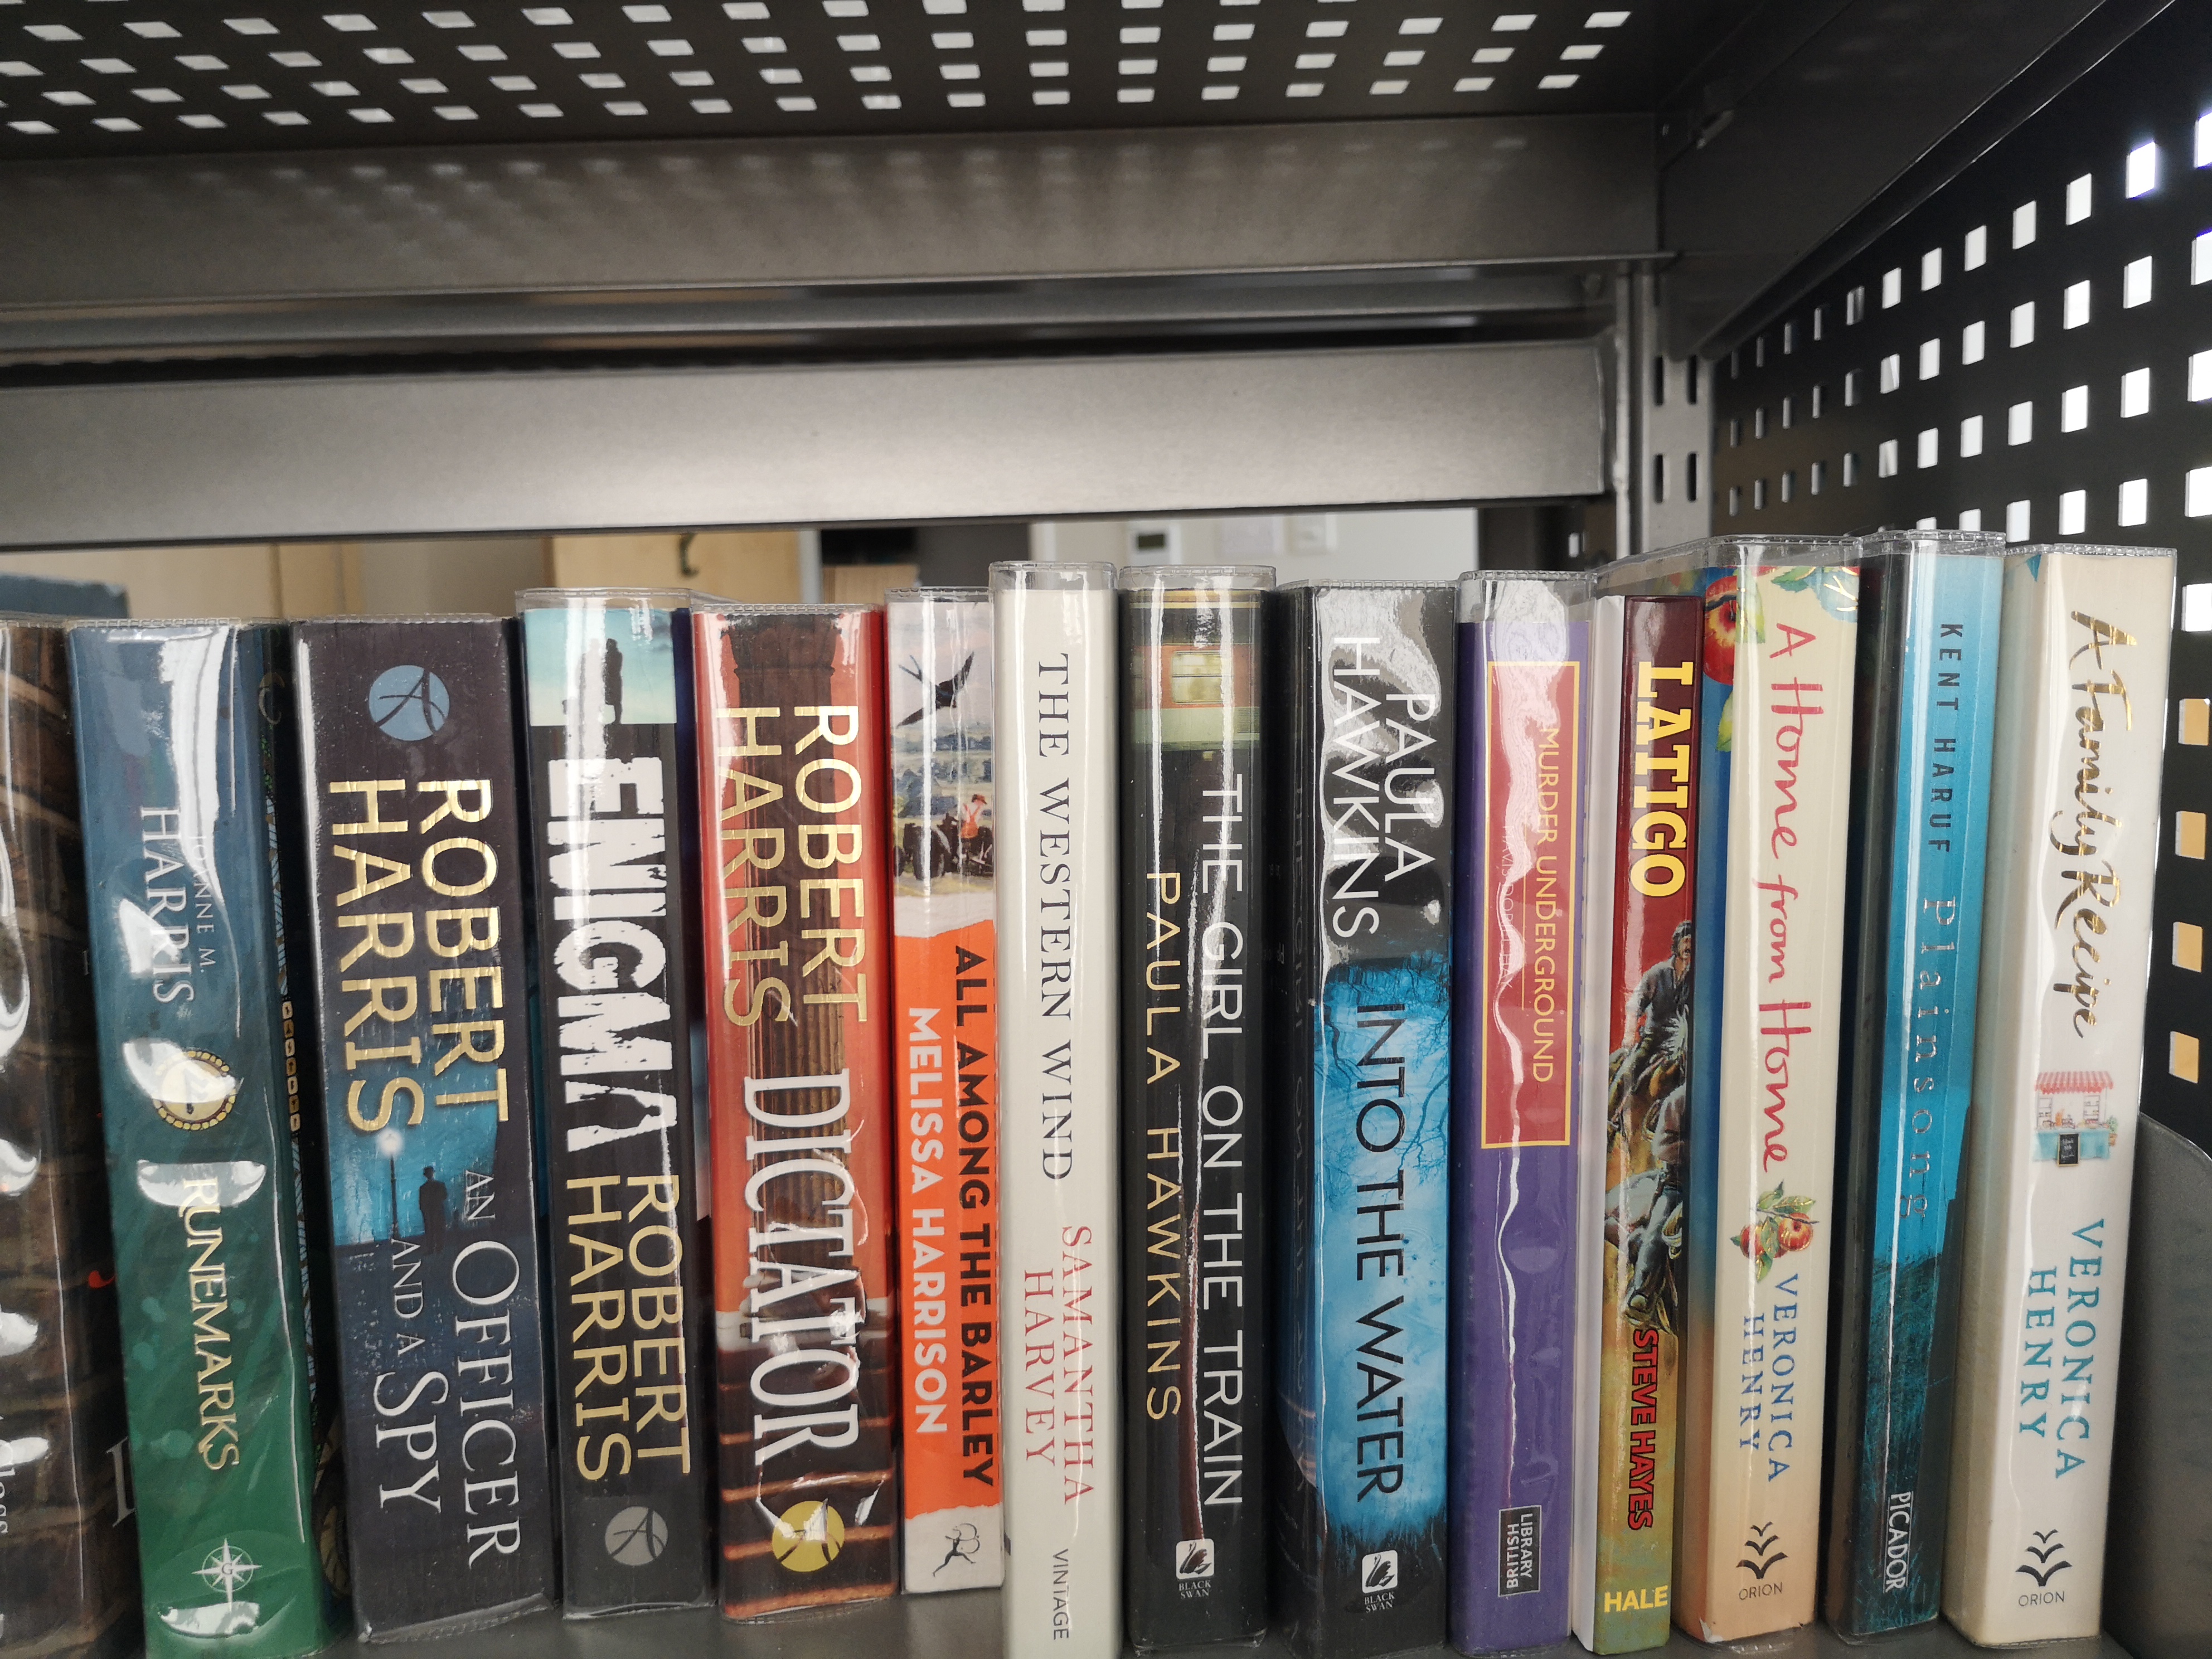 JOANNE M.
HARRIS
RUNEMARKS
G
ROBERT
HARRIS
AN OFFICER
AND A SPY
ENIGMA
ROBERT
HARRIS
ROBERT
HARRIS
DICTATOR
ALL AMONG THE BARLEY
MELISSA HARRISON
THE WESTERN WIND
SAMANTHA
HARVEY
VINTAGE
THE GIRL ON THE TRAIN
PAULA HAWKINS
BLACK
SWAN
PAULA
HAWKINS
INTO THE WATER
BLACK
SWAN
MURDER UNDERGROUND
LIBRARY
BRITISH
LATIGO
STEVE HAYES
HALE
A Home from Home
VERONICA
HENRY
ORION
KENT HARUF
Plainsong
PICADOR
A Family Recipe
VERONICA
HENRY
ORION